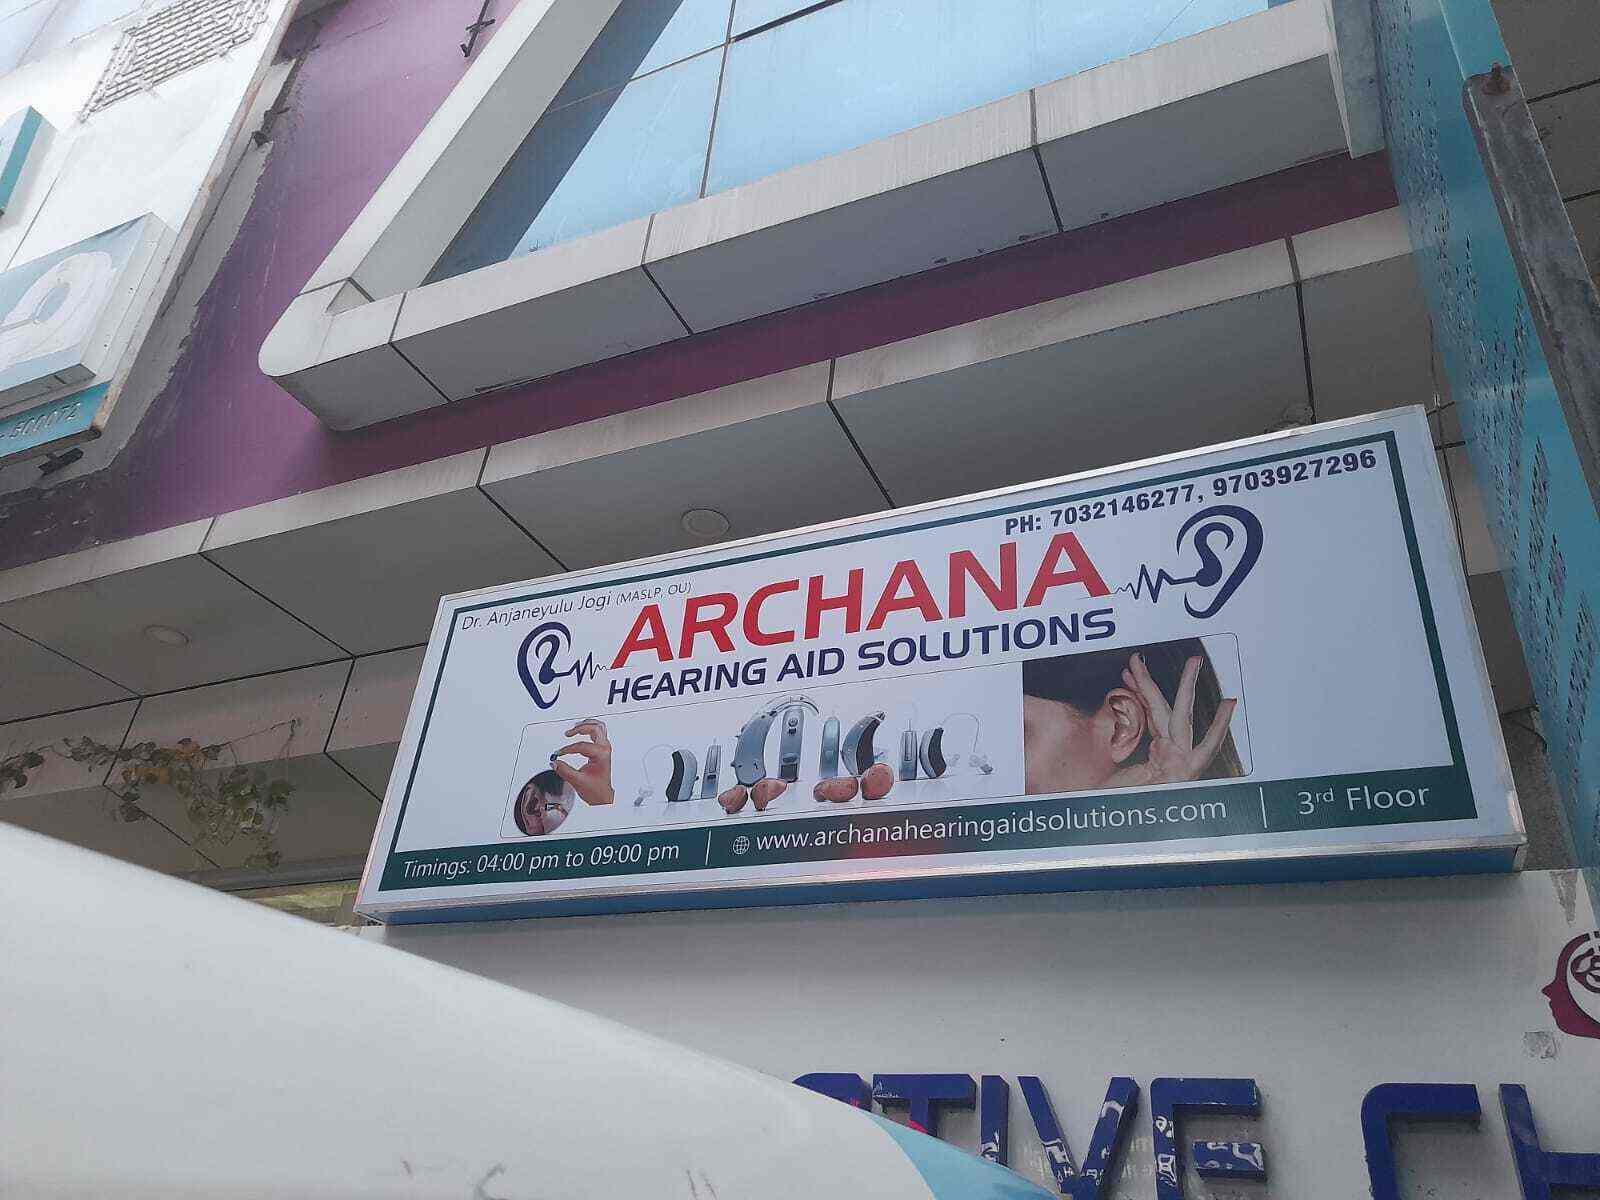 PH: 7032146277, 9703927296
Dr. Anjaneyulu Jogi (MASLP, OU)
ARCHANA
HEARING AID SOLUTIONS
Timings: 04:00 pm to 09:00 pm | www.archanahearingaidsolutions.com | 3rd Floor